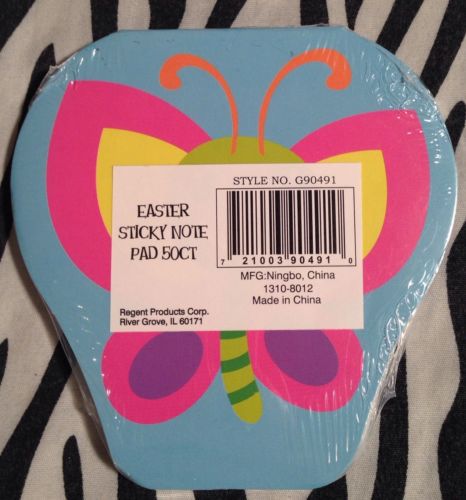 EASTER
STICKY NOTE
PAD 50CT
Regent Products Corp.
River Grove, IL 60171
STYLE NO. G90491
7 21003 90491 0
MFG:Ningbo, China
1310-8012
Made in China